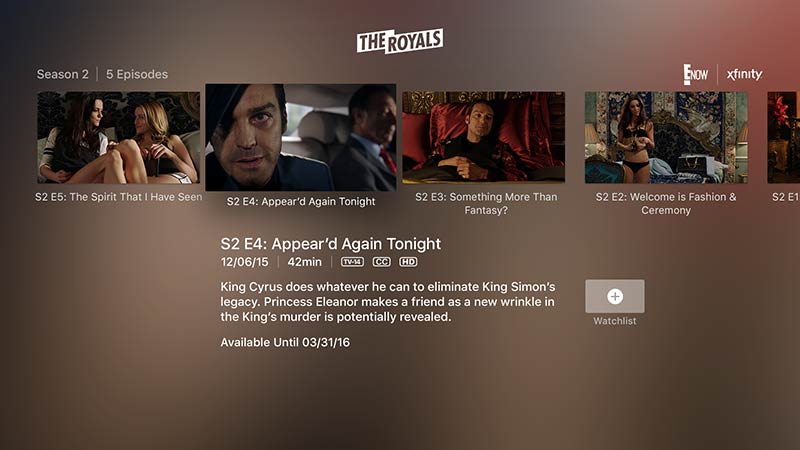 THE ROYALS
Season 2 | 5 Episodes
E! NOW | xfinity
S2 E5: The Spirit That I Have Seen
S2 E4: Appear’d Again Tonight
S2 E3: Something More Than
Fantasy?
S2 E2: Welcome is Fashion &
Ceremony
S2 E1
S2 E4: Appear’d Again Tonight
12/06/15 | 42min | TV-14 CC HD
King Cyrus does whatever he can to eliminate King Simon’s
legacy. Princess Eleanor makes a friend as a new wrinkle in
the King’s murder is potentially revealed.
Available Until 03/31/16
Watchlist